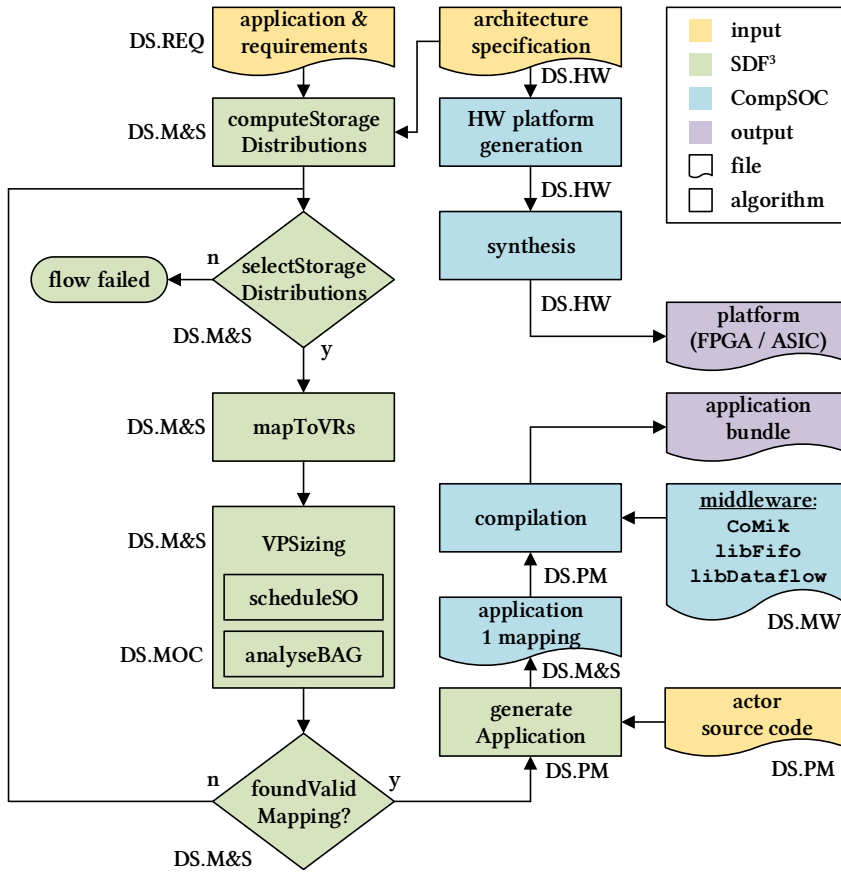 application &
requirements
DS.REQ
architecture
specification
DS.HW
input
SDF³
CompSOC
output
file
algorithm
computeStorage
Distributions
DS.M&S
HW platform
generation
DS.HW
synthesis
DS.HW
n
selectStorage
Distributions
flow failed
DS.M&S
y
platform
(FPGA / ASIC)
mapToVRs
DS.M&S
application
bundle
VPSizing
DS.M&S
scheduleSO
analyseBAG
DS.MOC
compilation
middleware:
CoMik
libFifo
libDataflow
DS.MW
DS.PM
application
1 mapping
DS.M&S
generate
Application
DS.PM
actor
source code
DS.PM
n
foundValid
Mapping?
y
DS.M&S